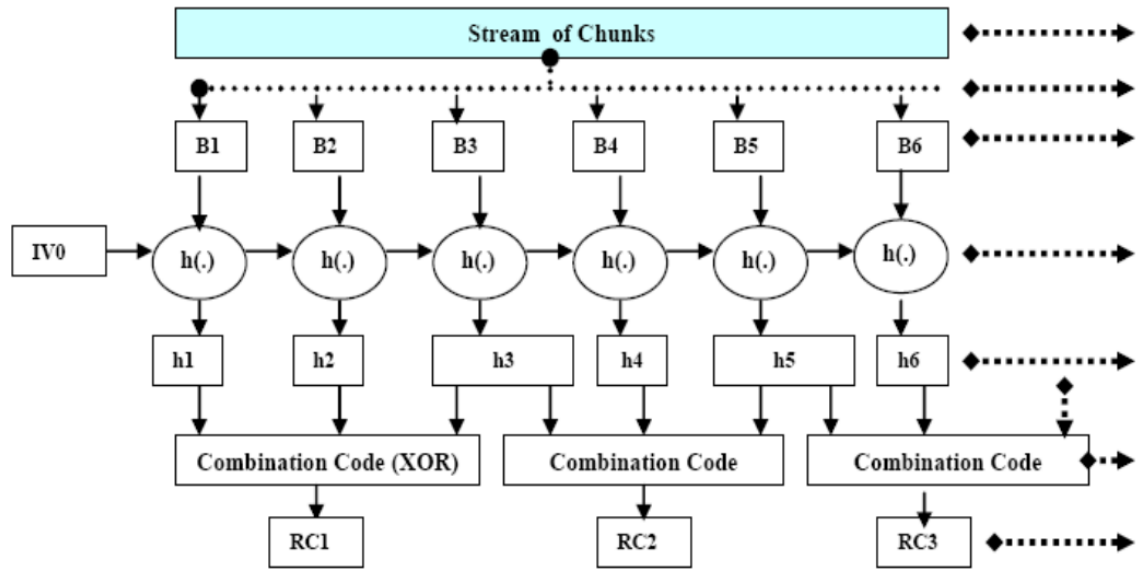 Stream of Chunks
B1 B2 B3 B4 B5 B6
IV0 h(.) h(.) h(.) h(.) h(.) h(.)
h1 h2 h3 h4 h5 h6
Combination Code (XOR) Combination Code Combination Code
RC1 RC2 RC3